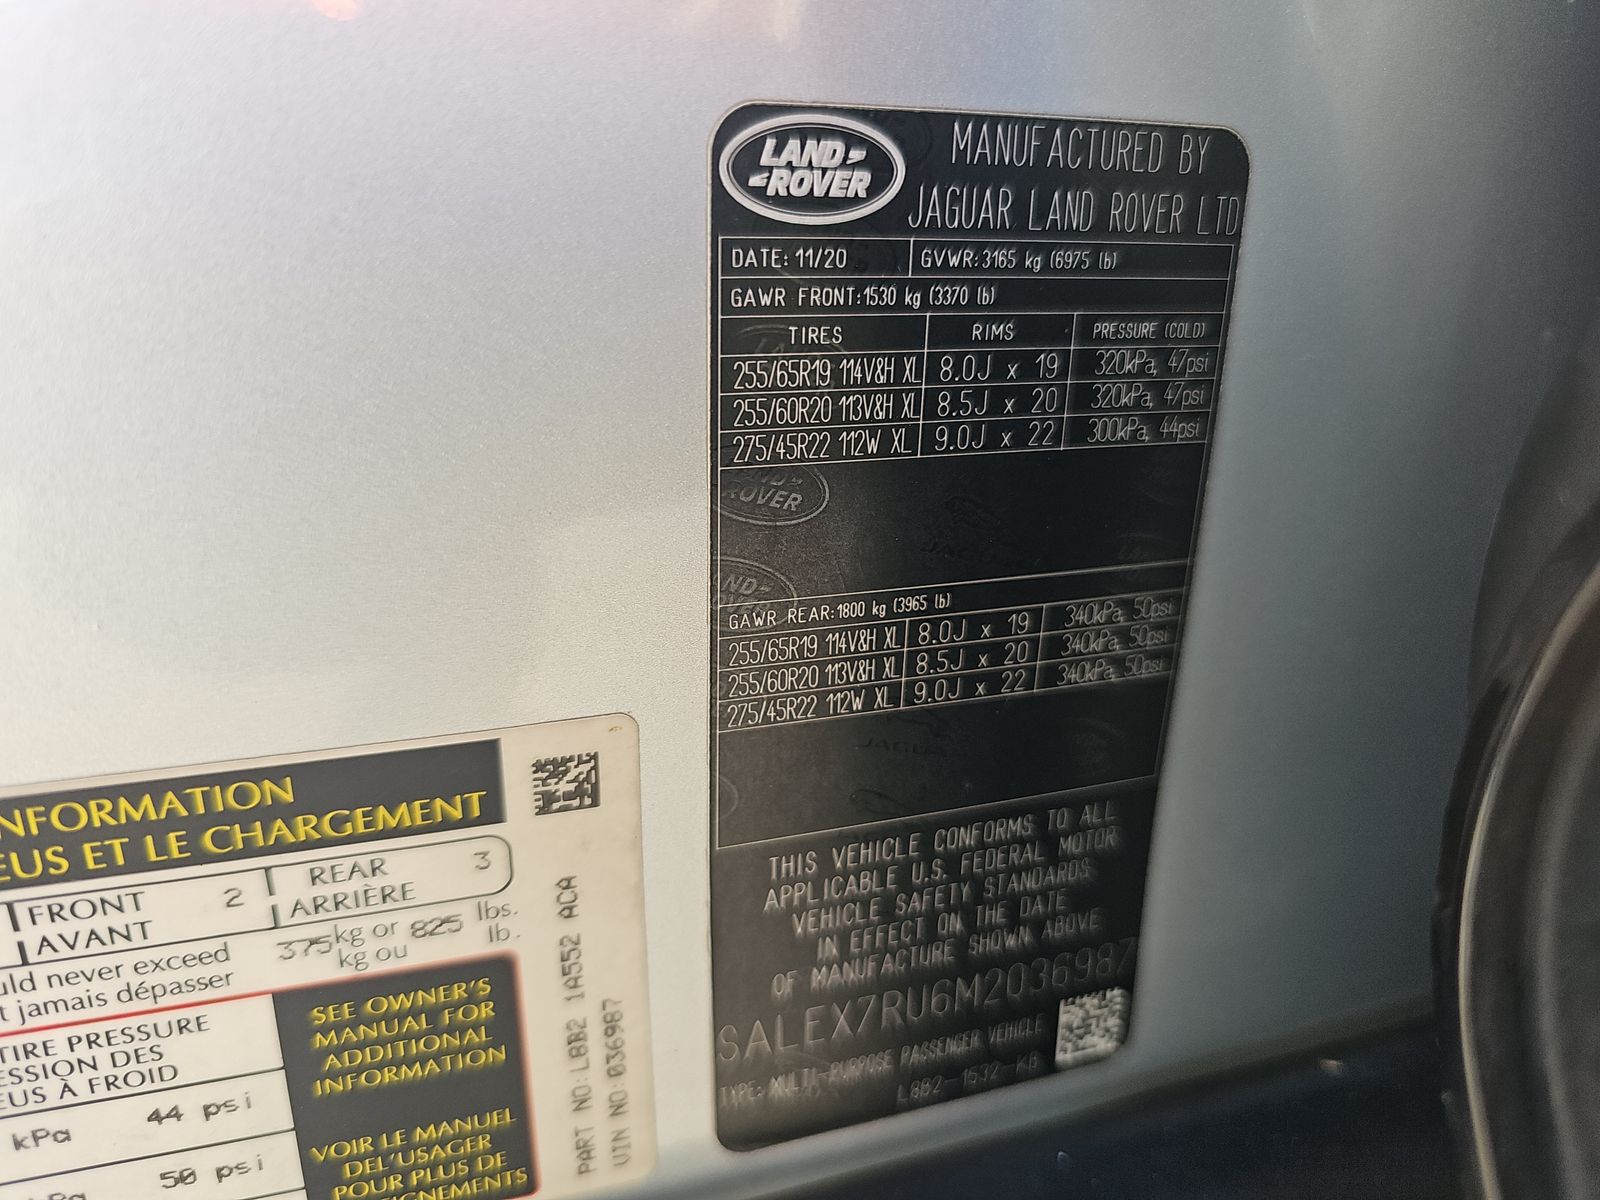 LAND ROVER
MANUFACTURED BY
JAGUAR LAND ROVER LTD
DATE: 11/20 GVWR:3165 kg (6975 lb)
GAWR FRONT:1530 kg (3370 lb)
TIRES RIMS PRESSURE (COLD)
255/65R19 114V&H XL 8.0J x 19 320kPa, 47psi
255/60R20 113V&H XL 8.5J x 20 320kPa, 47psi
275/45R22 112W XL 9.0J x 22 300kPa, 44psi
GAWR REAR:1800 kg (3965 lb)
255/65R19 114V&H XL 8.0J x 19 340kPa, 50psi
255/60R20 113V&H XL 8.5J x 20 340kPa, 50psi
275/45R22 112W XL 9.0J x 22 340kPa, 50psi
THIS VEHICLE CONFORMS TO ALL
APPLICABLE U.S. FEDERAL MOTOR
VEHICLE SAFETY STANDARDS
IN EFFECT ON THE DATE
OF MANUFACTURE SHOWN ABOVE
SALEX7RU6M2036987
TYPE: MULTI-PURPOSE PASSENGER VEHICLE
L8B2-1532-KB
NFORMATION
EUS ET LE CHARGEMENT
FRONT 2 REAR 3
AVANT ARRIÈRE
uld never exceed 375 kg or 825 lbs.
t jamais dépasser kg ou lb.
TIRE PRESSURE
ESSION DES
EUS À FROID
kPa 44 psi
50 psi
SEE OWNER'S
MANUAL FOR
ADDITIONAL
INFORMATION
VOIR LE MANUEL
DEL'USAGER
POUR PLUS DE
EIGNEMENTS
PART NO:L8B2 1A552 ACA
VIN NO:036987